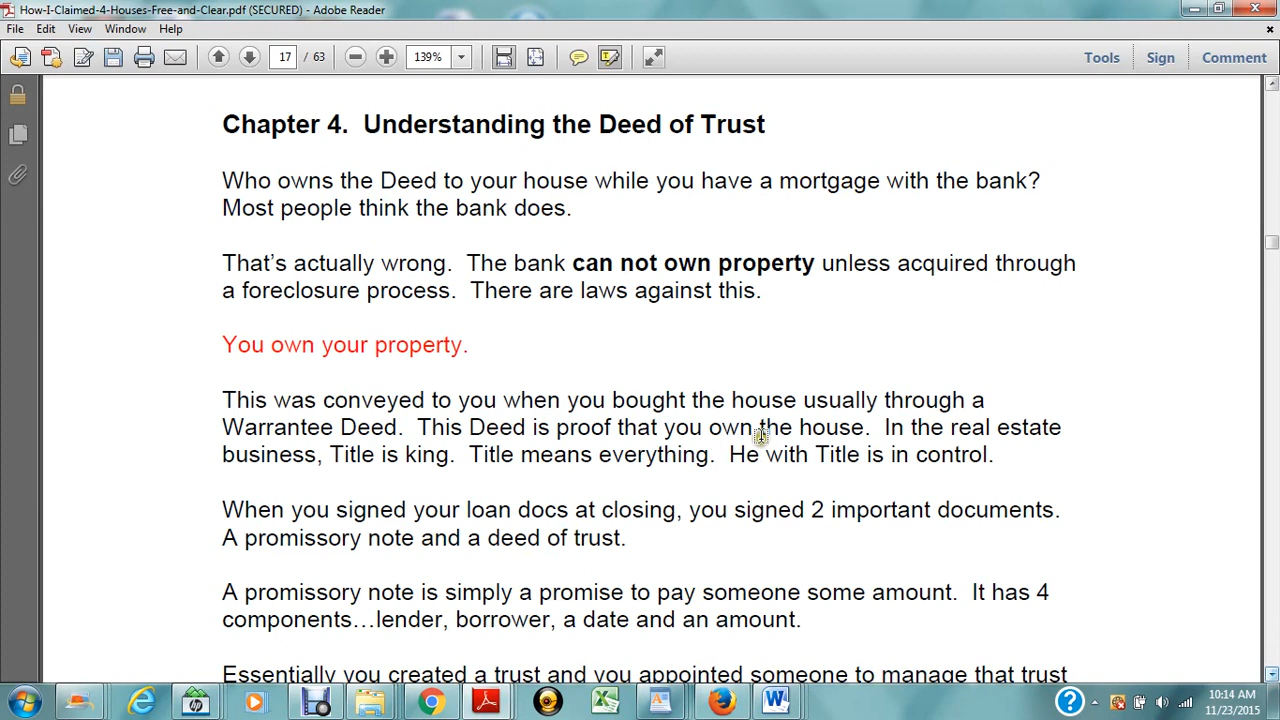 How-I-Claimed-4-Houses-Free-and-Clear.pdf (SECURED) - Adobe Reader
File Edit View Window Help
17 / 63 139% Tools Sign Comment
Chapter 4. Understanding the Deed of Trust
Who owns the Deed to your house while you have a mortgage with the bank?
Most people think the bank does.
That's actually wrong. The bank can not own property unless acquired through
a foreclosure process. There are laws against this.
You own your property.
This was conveyed to you when you bought the house usually through a
Warrantee Deed. This Deed is proof that you own the house. In the real estate
business, Title is king. Title means everything. He with Title is in control.
When you signed your loan docs at closing, you signed 2 important documents.
A promissory note and a deed of trust.
A promissory note is simply a promise to pay someone some amount. It has 4
components…lender, borrower, a date and an amount.
Essentially you created a trust and you appointed someone to manage that trust
10:14 AM
11/23/2015